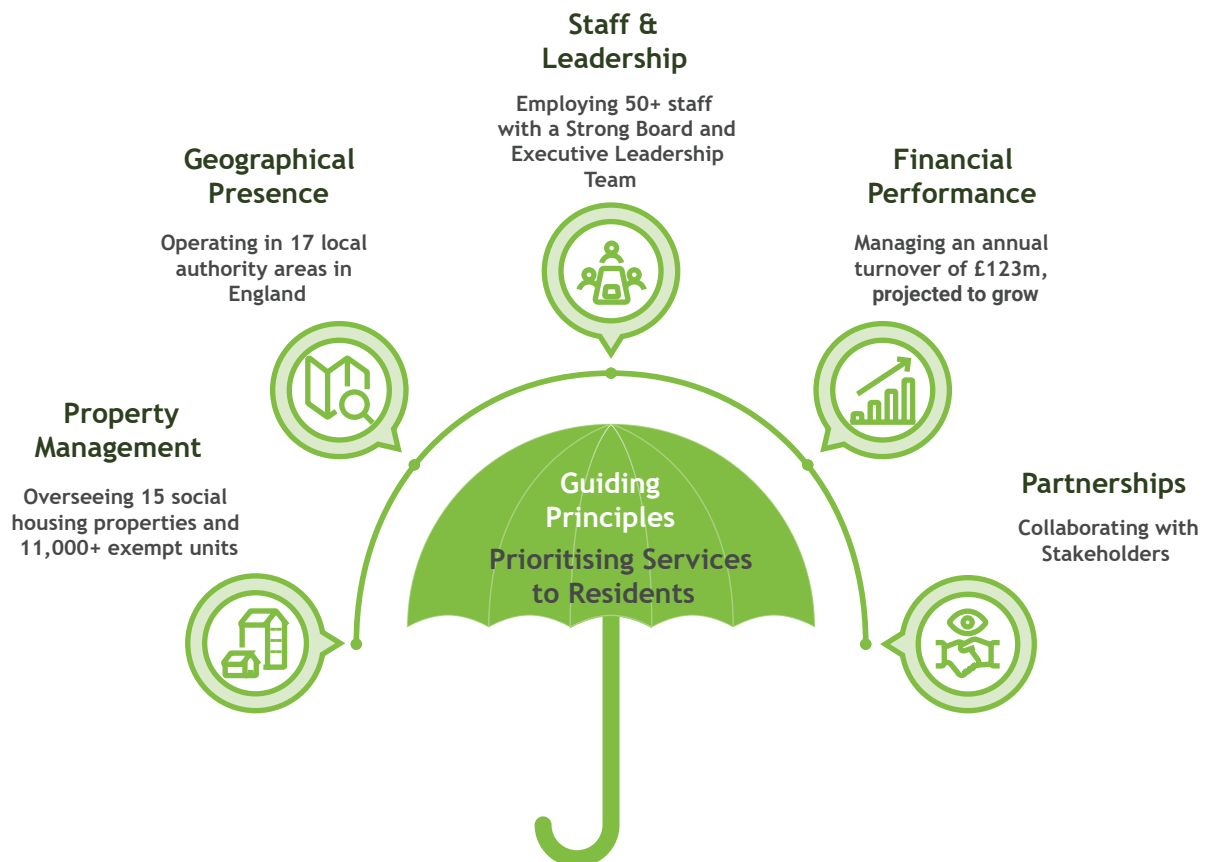 Staff &
Leadership
Employing 50+ staff
with a Strong Board and
Executive Leadership
Team
Geographical
Presence
Operating in 17 local
authority areas in
England
Financial
Performance
Managing an annual
turnover of £123m,
projected to grow
Property
Management
Overseeing 15 social
housing properties and
11,000+ exempt units
Guiding
Principles
Prioritising Services
to Residents
Partnerships
Collaborating with
Stakeholders